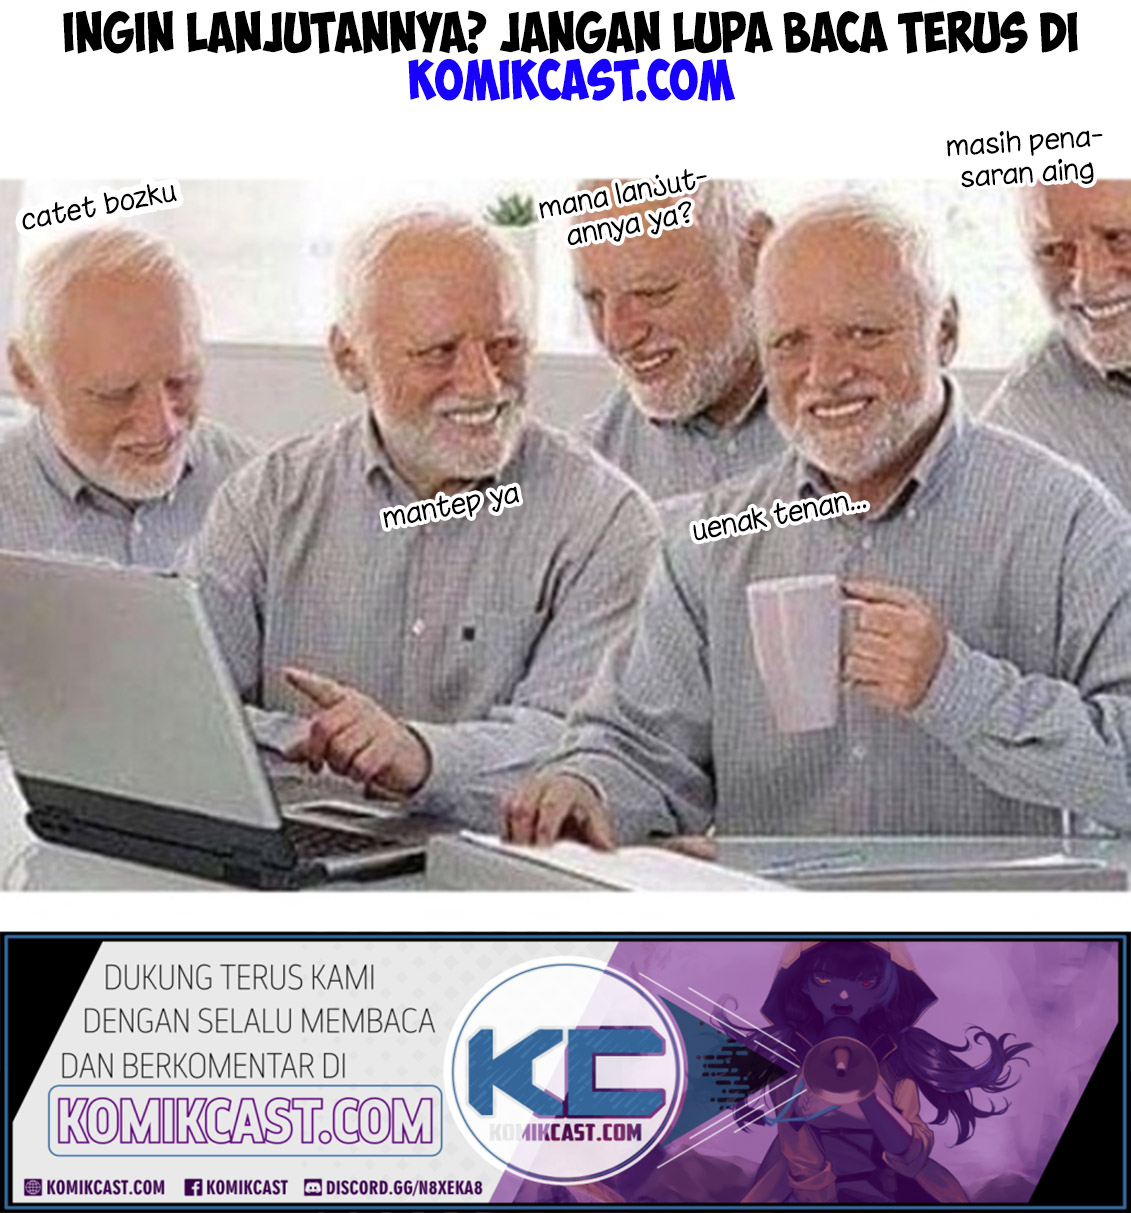 INGIN LANJUTANNYA? JANGAN LUPA BACA TERUS DI
KOMIKCAST.COM
masih pena-
saran aing
catet bozku
mana lanjut-
annya ya?
mantep ya
uenak tenan...
DUKUNG TERUS KAMI
DENGAN SELALU MEMBACA
DAN BERKOMENTAR DI
KOMIKCAST.COM
KC
KOMIKCAST.COM
KOMIKCAST.COM KOMIKCAST DISCORD.GG/N8XEKA8